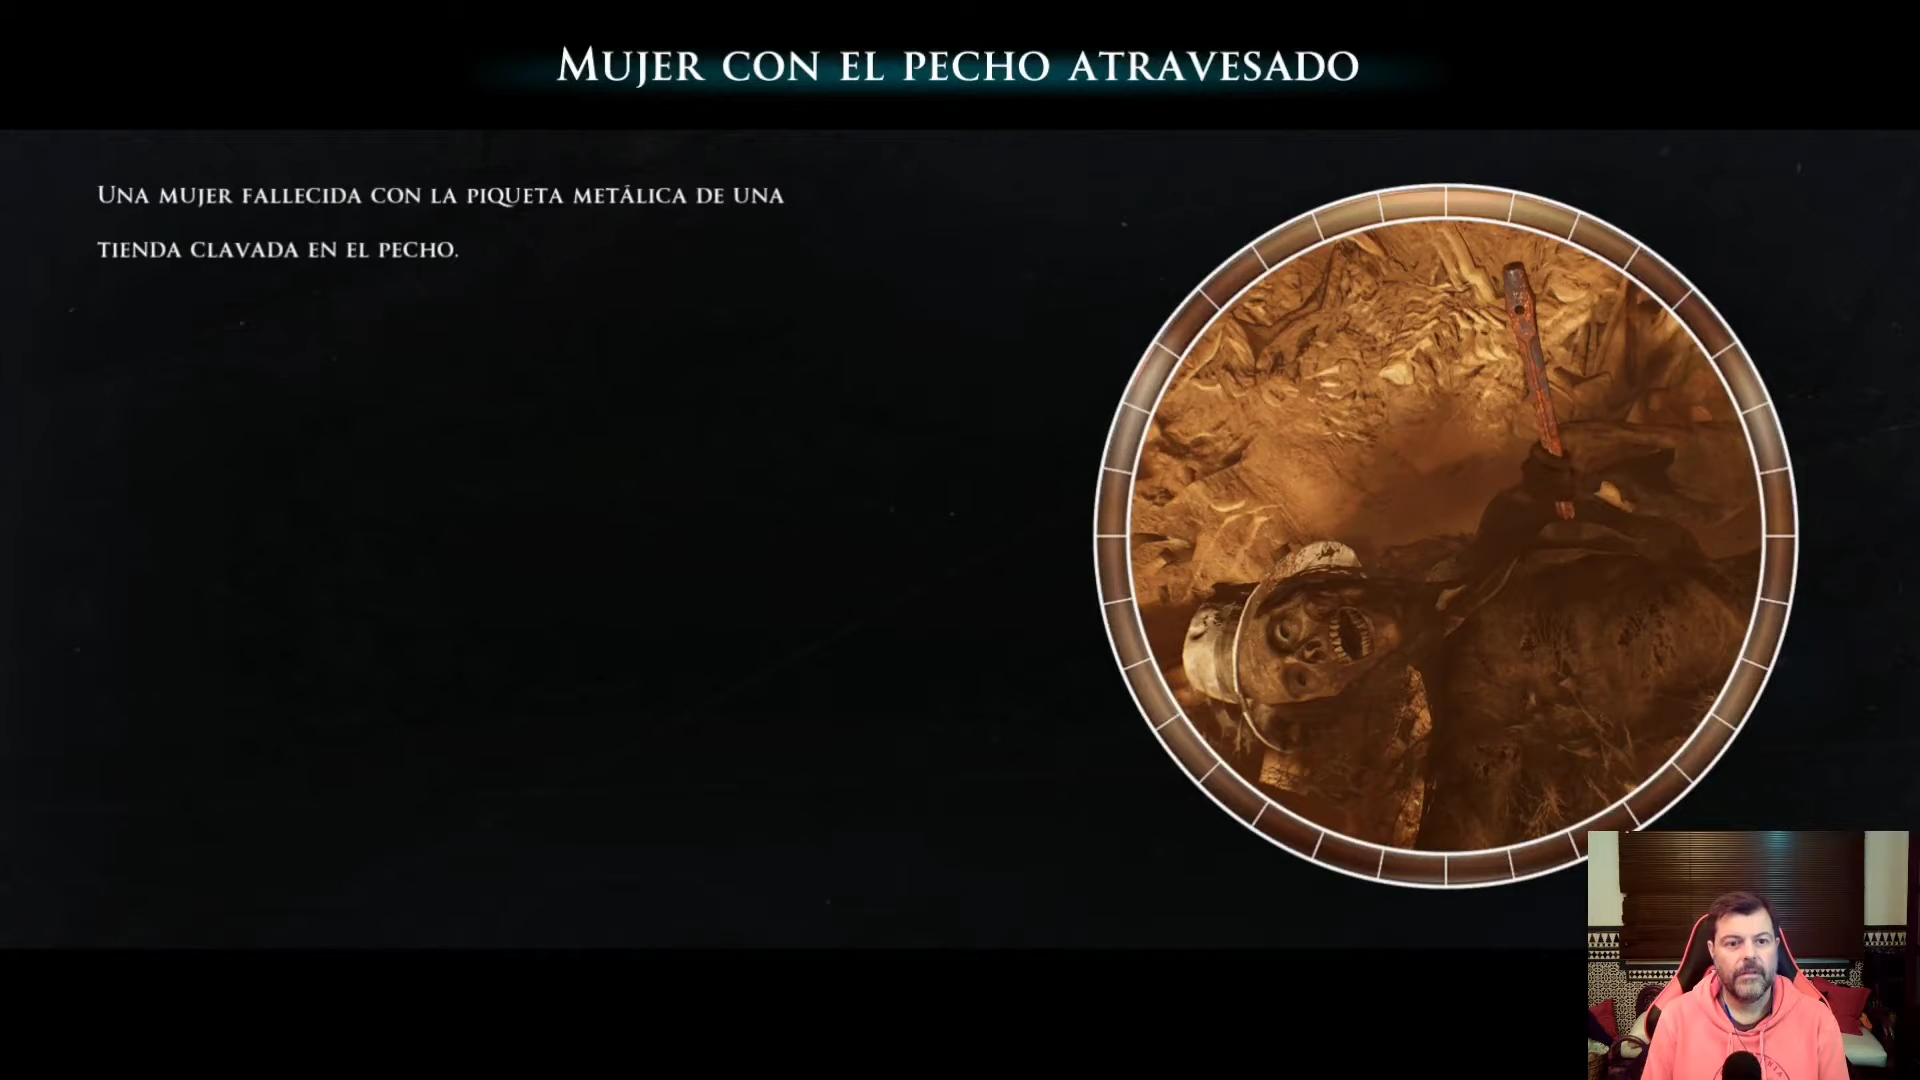 Mujer con el pecho atravesado
Una mujer fallecida con la piqueta metálica de una
tienda clavada en el pecho.